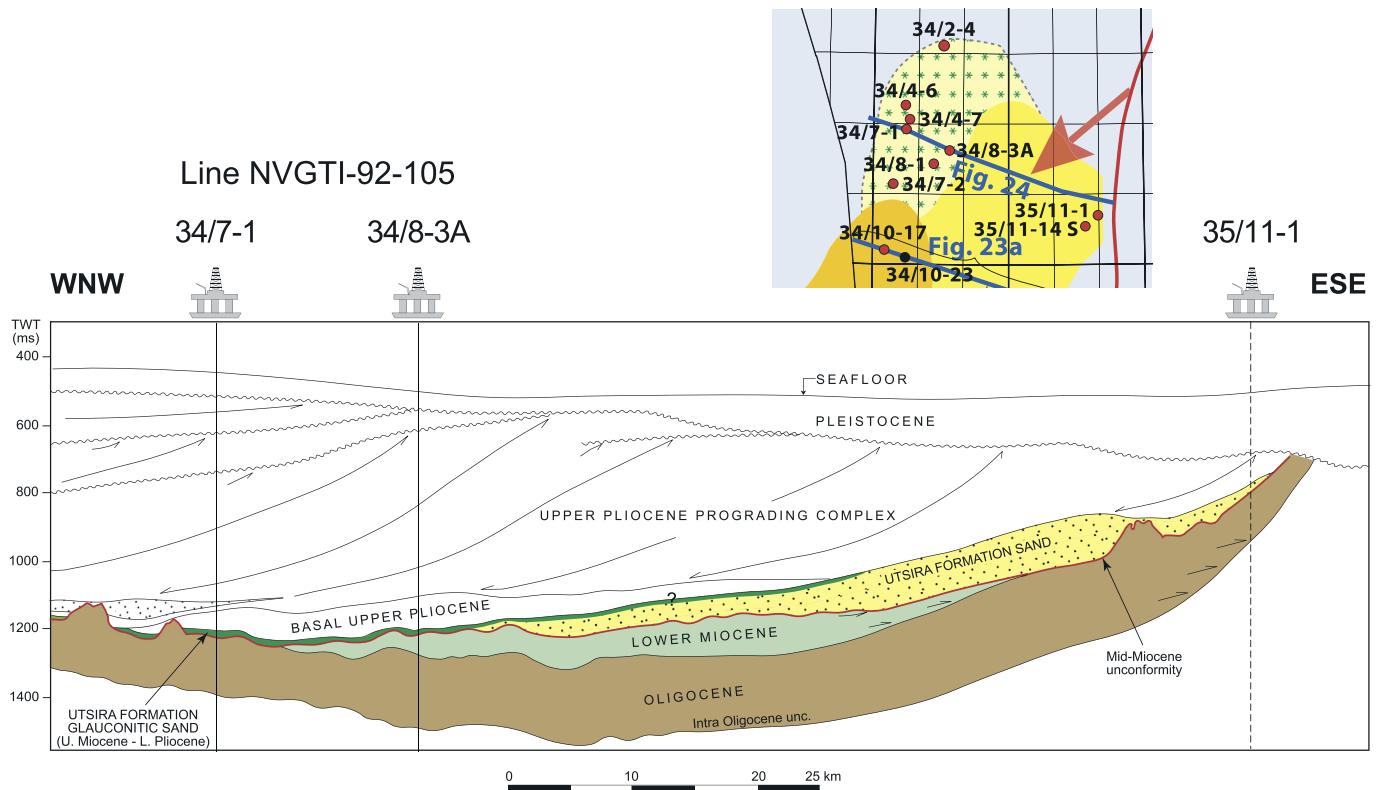 34/2-4
34/4-6
34/4-7
34/7-1
34/8-3A
34/8-1
Fig. 24
34/7-2
35/11-1
35/11-14 S
34/10-17
Fig. 23a
34/10-23
Line NVGTI-92-105
34/7-1
34/8-3A
35/11-1
WNW
ESE
TWT
(ms)
400
600
800
1000
1200
1400
SEAFLOOR
PLEISTOCENE
UPPER PLIOCENE PROGRADING COMPLEX
UTSIRA FORMATION SAND
?
BASAL UPPER PLIOCENE
LOWER MIOCENE
Mid-Miocene
unconformity
OLIGOCENE
Intra Oligocene unc.
UTSIRA FORMATION
GLAUCONITIC SAND
(U. Miocene - L. Pliocene)
0
10
20
25 km